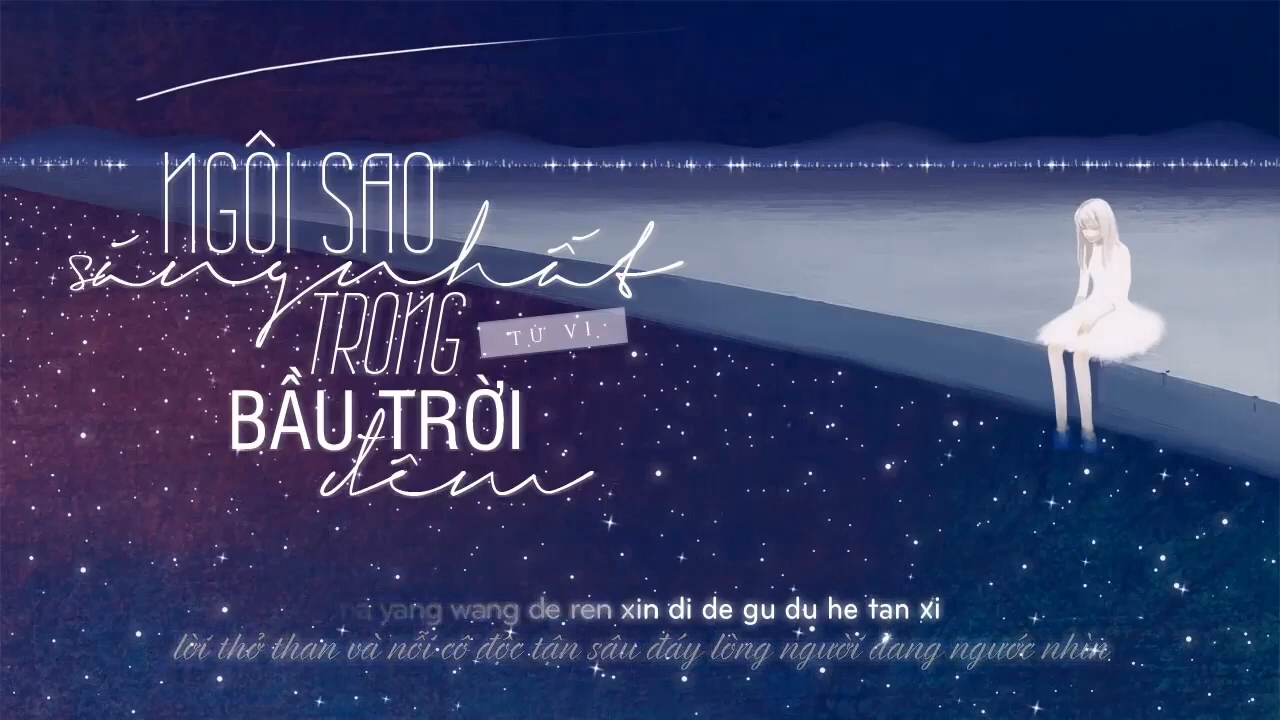 NGÔI SAO
sáng nhất
TRONG
TỬ VI
BẦU TRỜI
đêm
yang wang de ren xin di de gu du he tan xi
lời thở than và nỗi cô độc tận sâu đáy lòng người đang ngước nhìn